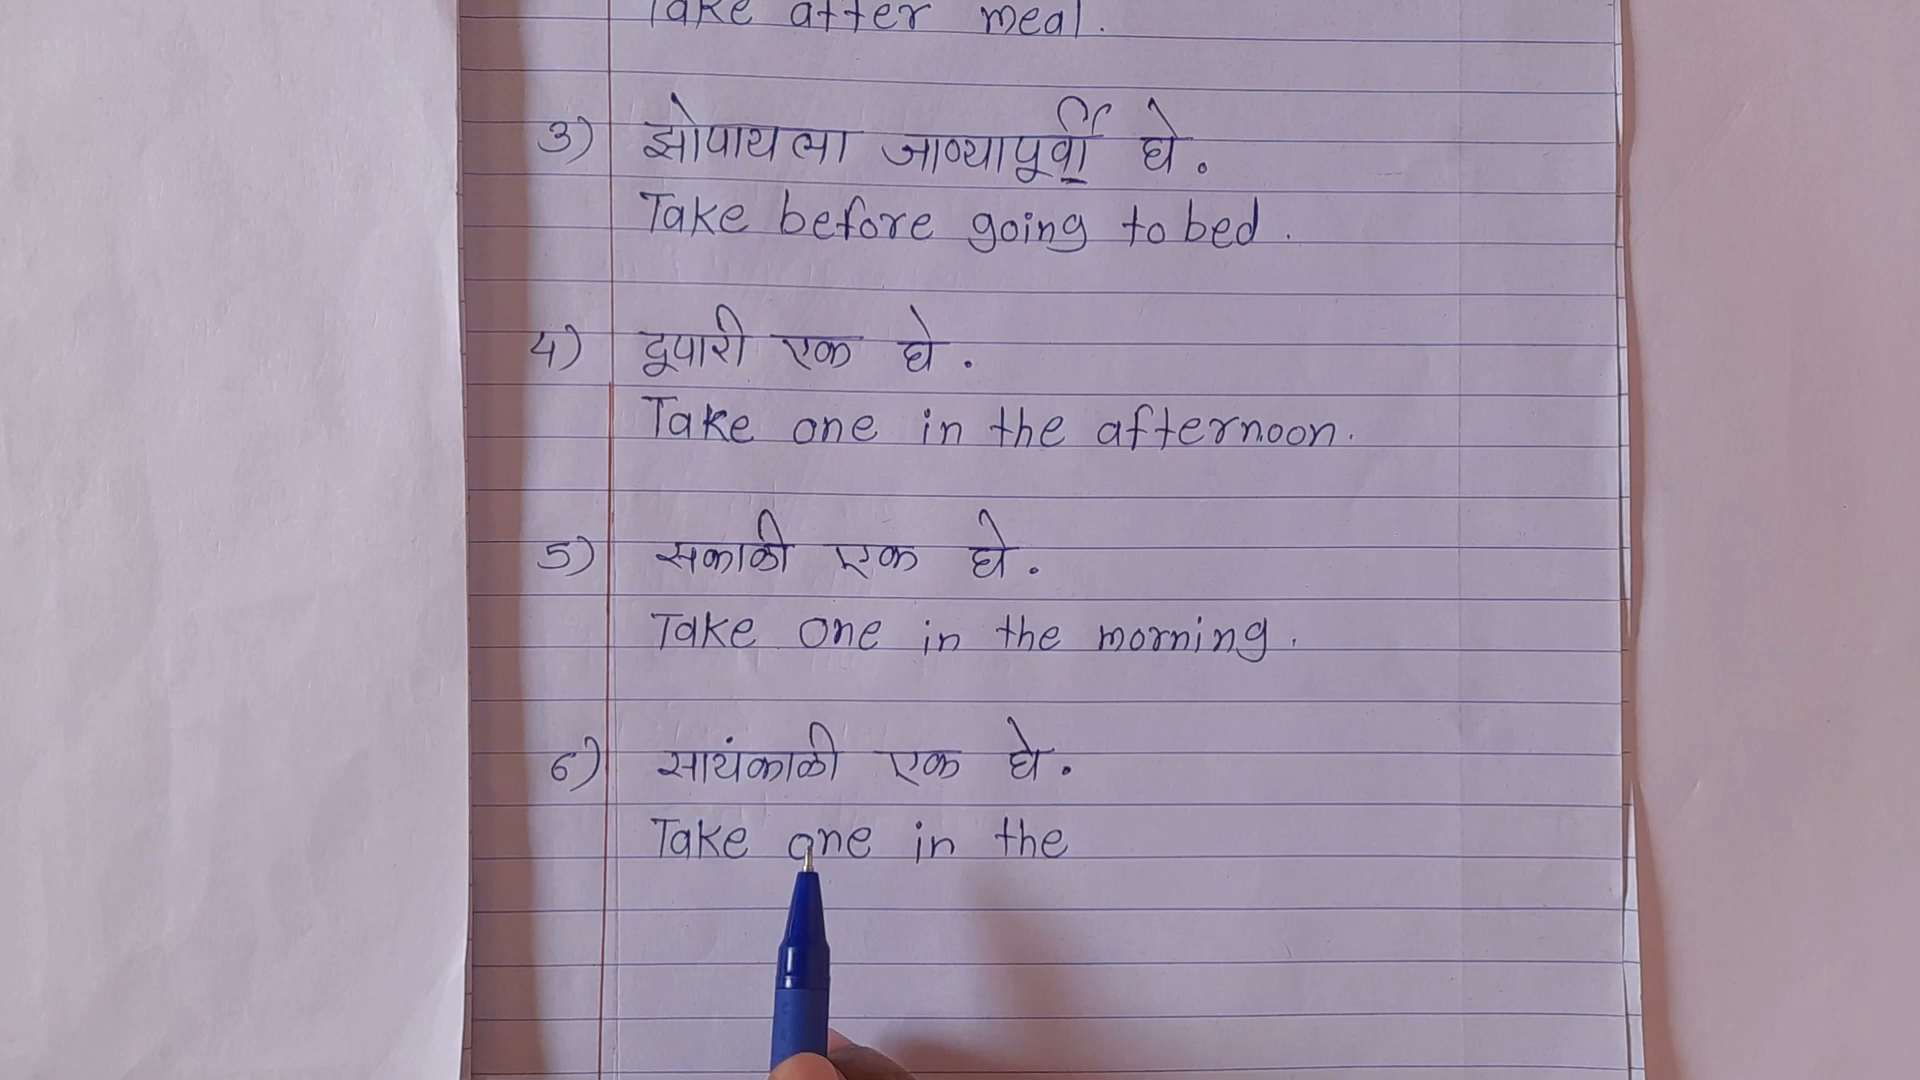 Take after meal.
3) झोपायला जाण्यापूर्वी घे.
Take before going to bed.
4) दूपारी एक घे.
Take one in the afternoon.
5) सकाळी एक घे.
Take one in the morning.
6) सायंकाळी एक घे.
Take one in the